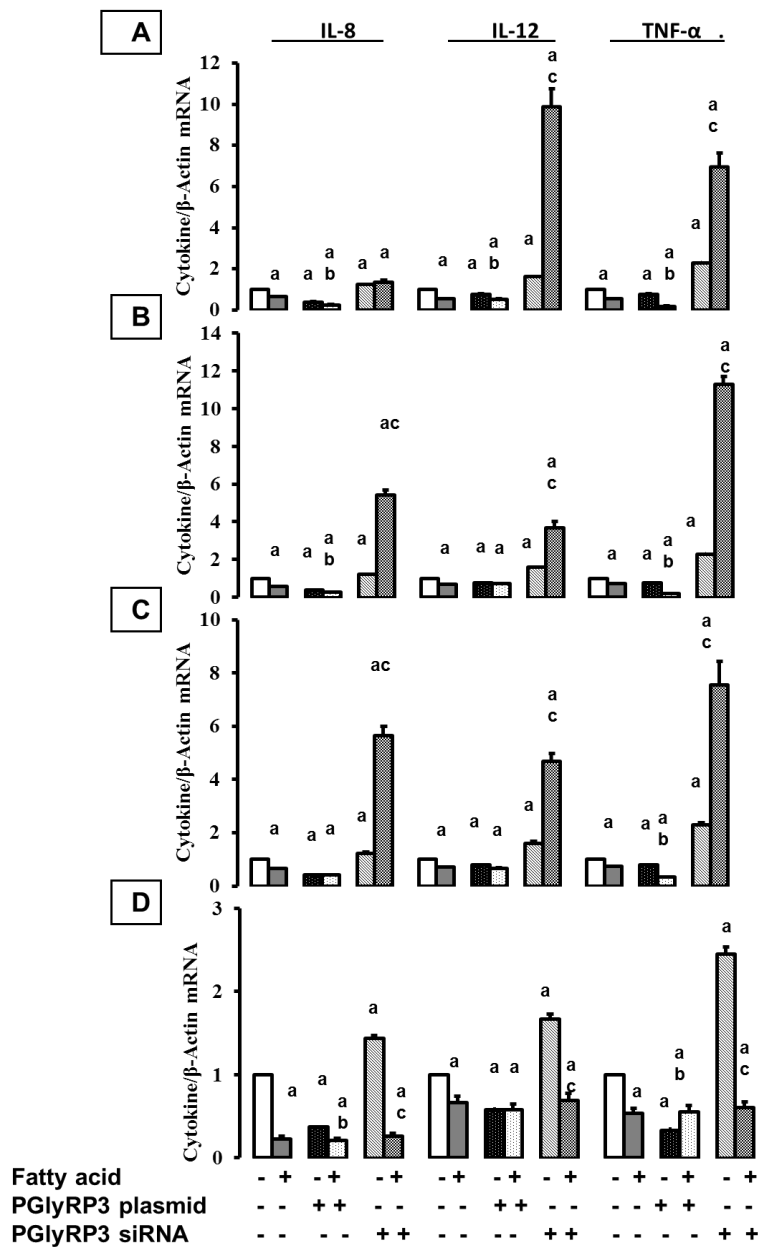 A
IL-8 IL-12 TNF-α .
Cytokine/β-Actin mRNA
12
10
8
6
4
2
0
a a a b a a
a a a b a a c
a a a b a a c
B
Cytokine/β-Actin mRNA
14
12
10
8
6
4
2
0
a a a b a ac
a a a a a c
a a a b a a c
C
Cytokine/β-Actin mRNA
10
8
6
4
2
0
a a a a ac
a a a a a c
a a a b a a c
D
Cytokine/β-Actin mRNA
3
2
1
0
a a a b a a c
a a a a a c
a a a b a a c
Fatty acid - + - + - + - + - + - + - + - + - +
PGlyRP3 plasmid - - + + - - - - + + - - - - + + - -
PGlyRP3 siRNA - - - - + + - - - - + + - - - - + +